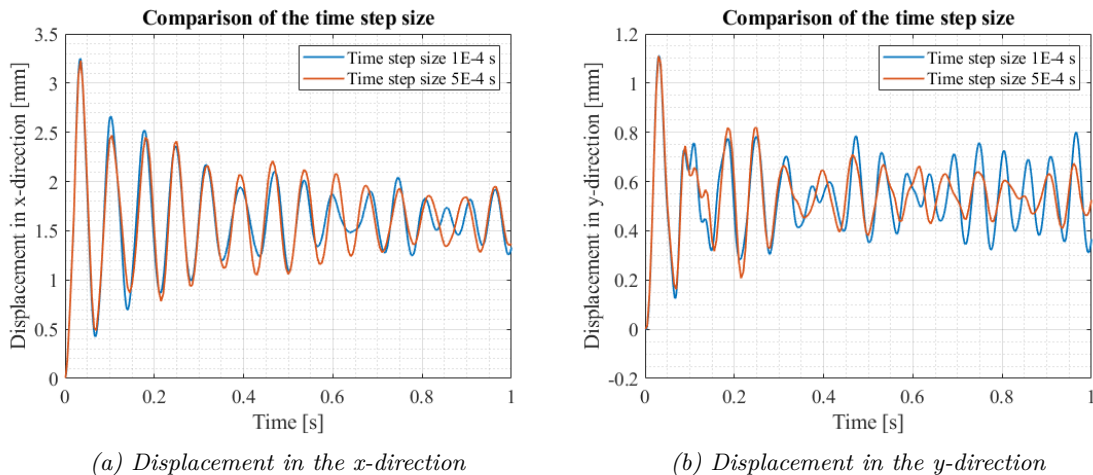 Comparison of the time step size
3.5
3
2.5
2
1.5
1
0.5
0
Displacement in x-direction [mm]
Time step size 1E-4 s
Time step size 5E-4 s
0 0.2 0.4 0.6 0.8 1
Time [s]
(a) Displacement in the x-direction
Comparison of the time step size
1.2
1
0.8
0.6
0.4
0.2
0
-0.2
Displacement in y-direction [mm]
Time step size 1E-4 s
Time step size 5E-4 s
0 0.2 0.4 0.6 0.8 1
Time [s]
(b) Displacement in the y-direction